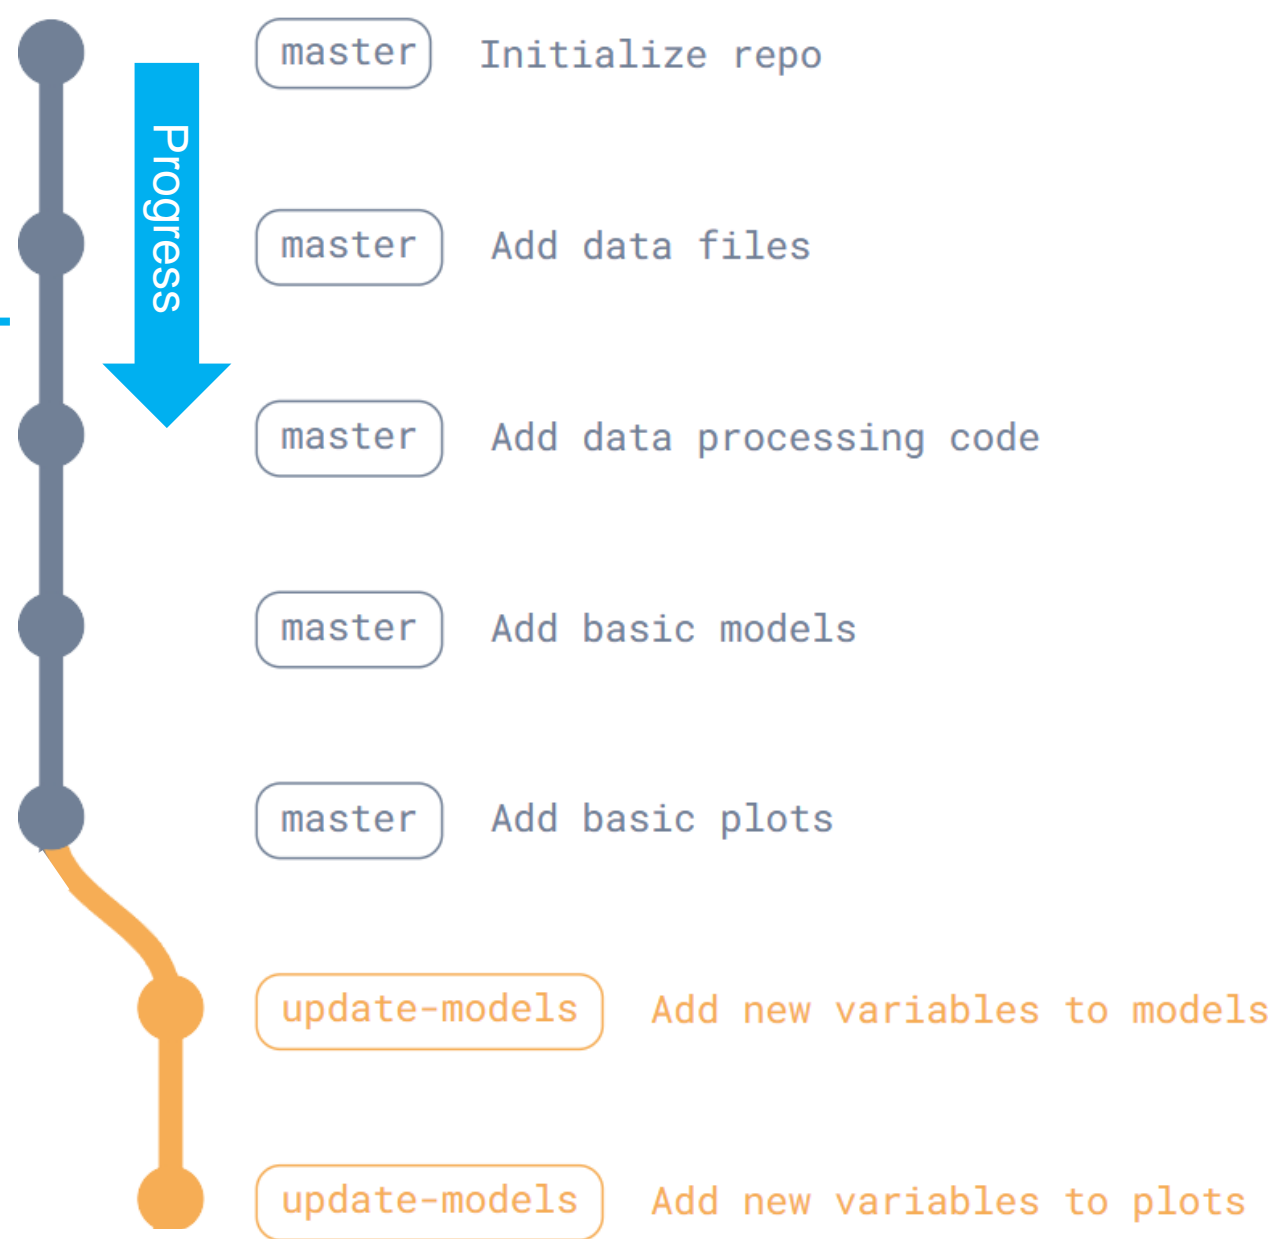 master Initialize repo
Progress
master Add data files
master Add data processing code
master Add basic models
master Add basic plots
update-models Add new variables to models
update-models Add new variables to plots